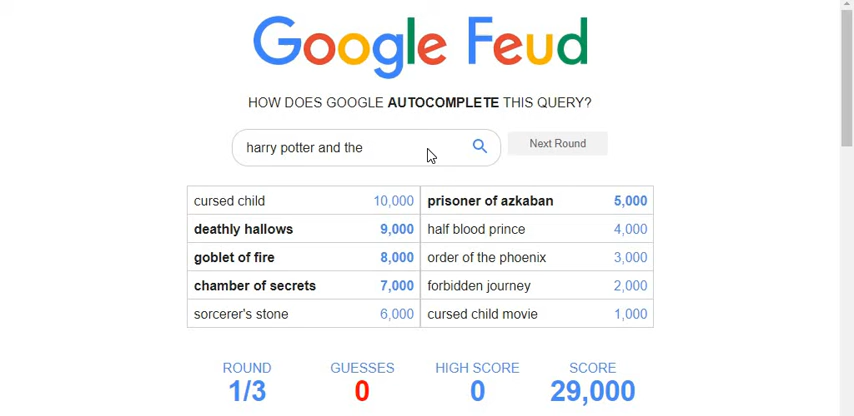 Google Feud
HOW DOES GOOGLE AUTOCOMPLETE THIS QUERY?
harry potter and the
Next Round
cursed child 10,000 prisoner of azkaban 5,000
deathly hallows 9,000 half blood prince 4,000
goblet of fire 8,000 order of the phoenix 3,000
chamber of secrets 7,000 forbidden journey 2,000
sorcerer's stone 6,000 cursed child movie 1,000
ROUND GUESSES HIGH SCORE SCORE
1/3 0 0 29,000